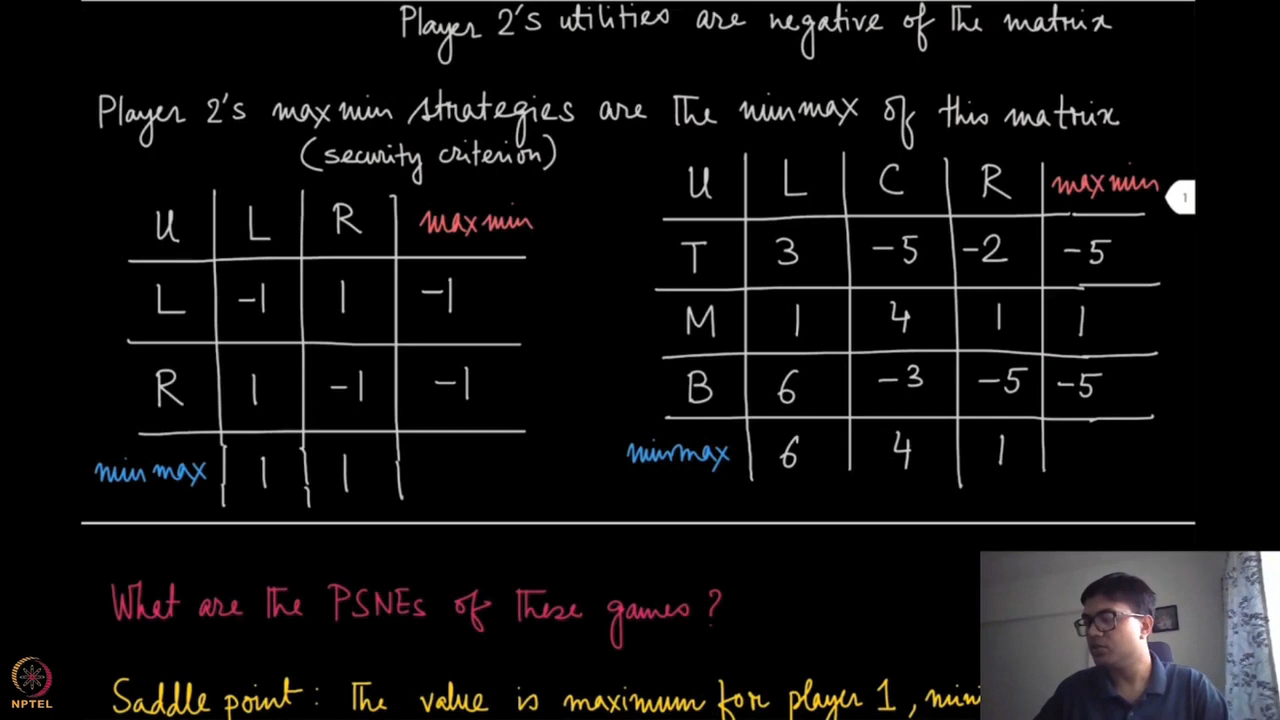 Player 2's utilities are negative of the matrix
Player 2's maxmin strategies are the minmax of this matrix
(security criterion)
U L R maxmin
L -1 1 -1
R 1 -1 -1
minmax 1 1
U L C R maxmin
T 3 -5 -2 -5
M 1 4 1 1
B 6 -3 -5 -5
minmax 6 4 1
1
What are the PSNEs of these games?
Saddle point: The value is maximum for player 1,
NPTEL